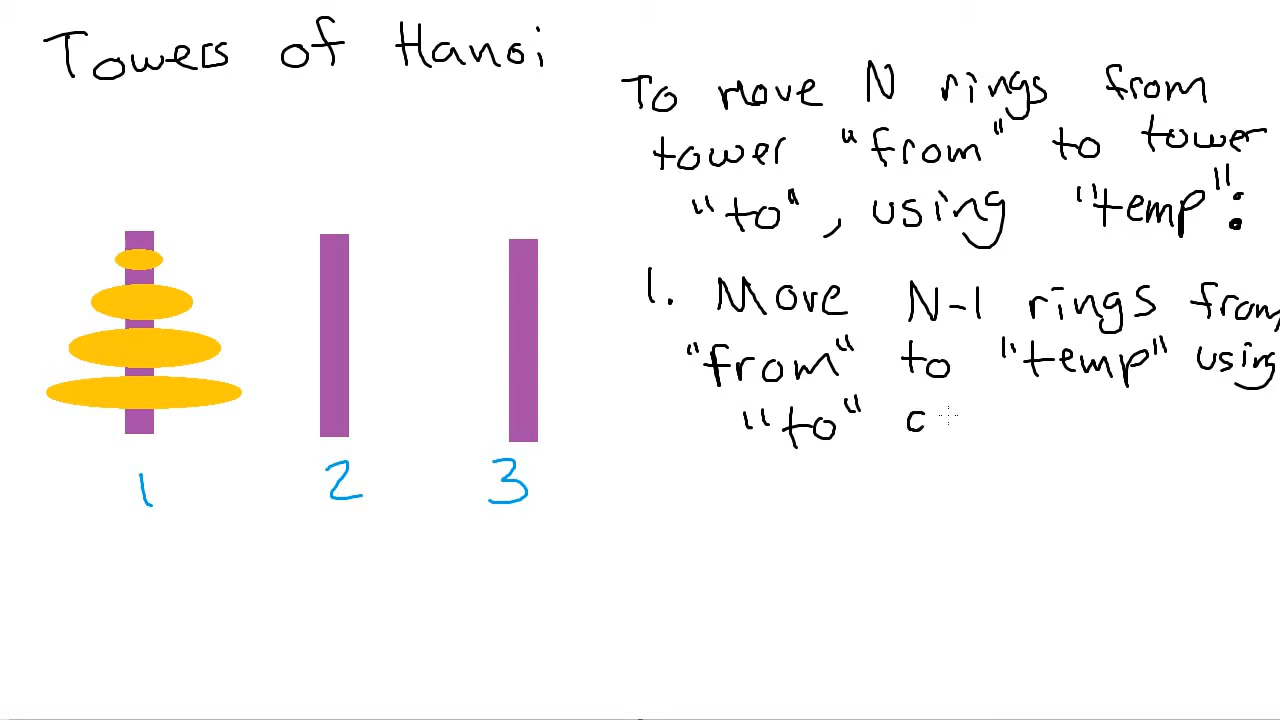 Towers of Hanoi
To move N rings from
tower "from" to tower
"to", using "temp":
1. Move N-1 rings from
"from" to "temp" using
"to" c
1 2 3